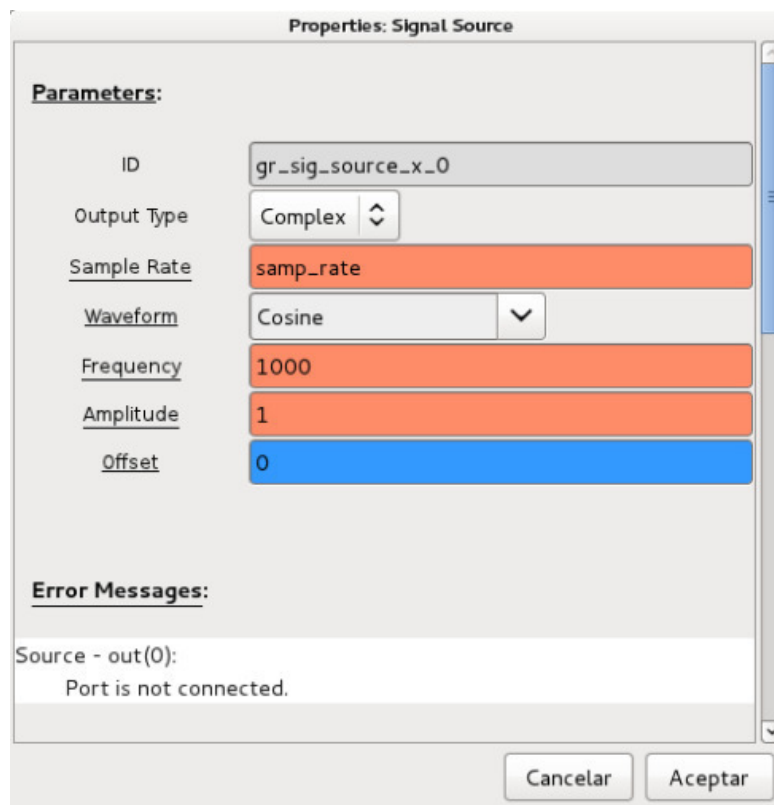 Properties: Signal Source
Parameters:
ID gr_sig_source_x_0
Output Type Complex
Sample Rate samp_rate
Waveform Cosine
Frequency 1000
Amplitude 1
Offset 0
Error Messages:
Source - out(0):
Port is not connected.
Cancelar Aceptar